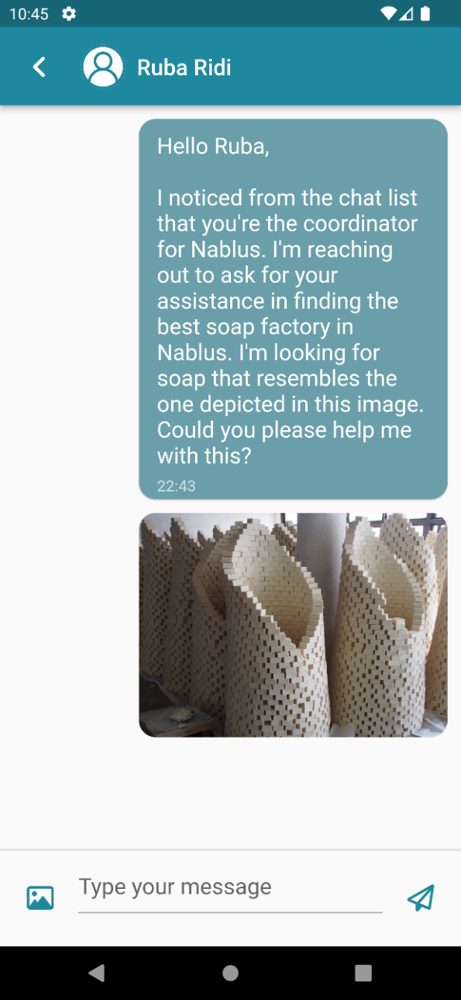 10:45
Ruba Ridi
Hello Ruba,
I noticed from the chat list
that you're the coordinator
for Nablus. I'm reaching
out to ask for your
assistance in finding the
best soap factory in
Nablus. I'm looking for
soap that resembles the
one depicted in this image.
Could you please help me
with this?
22:43
Type your message